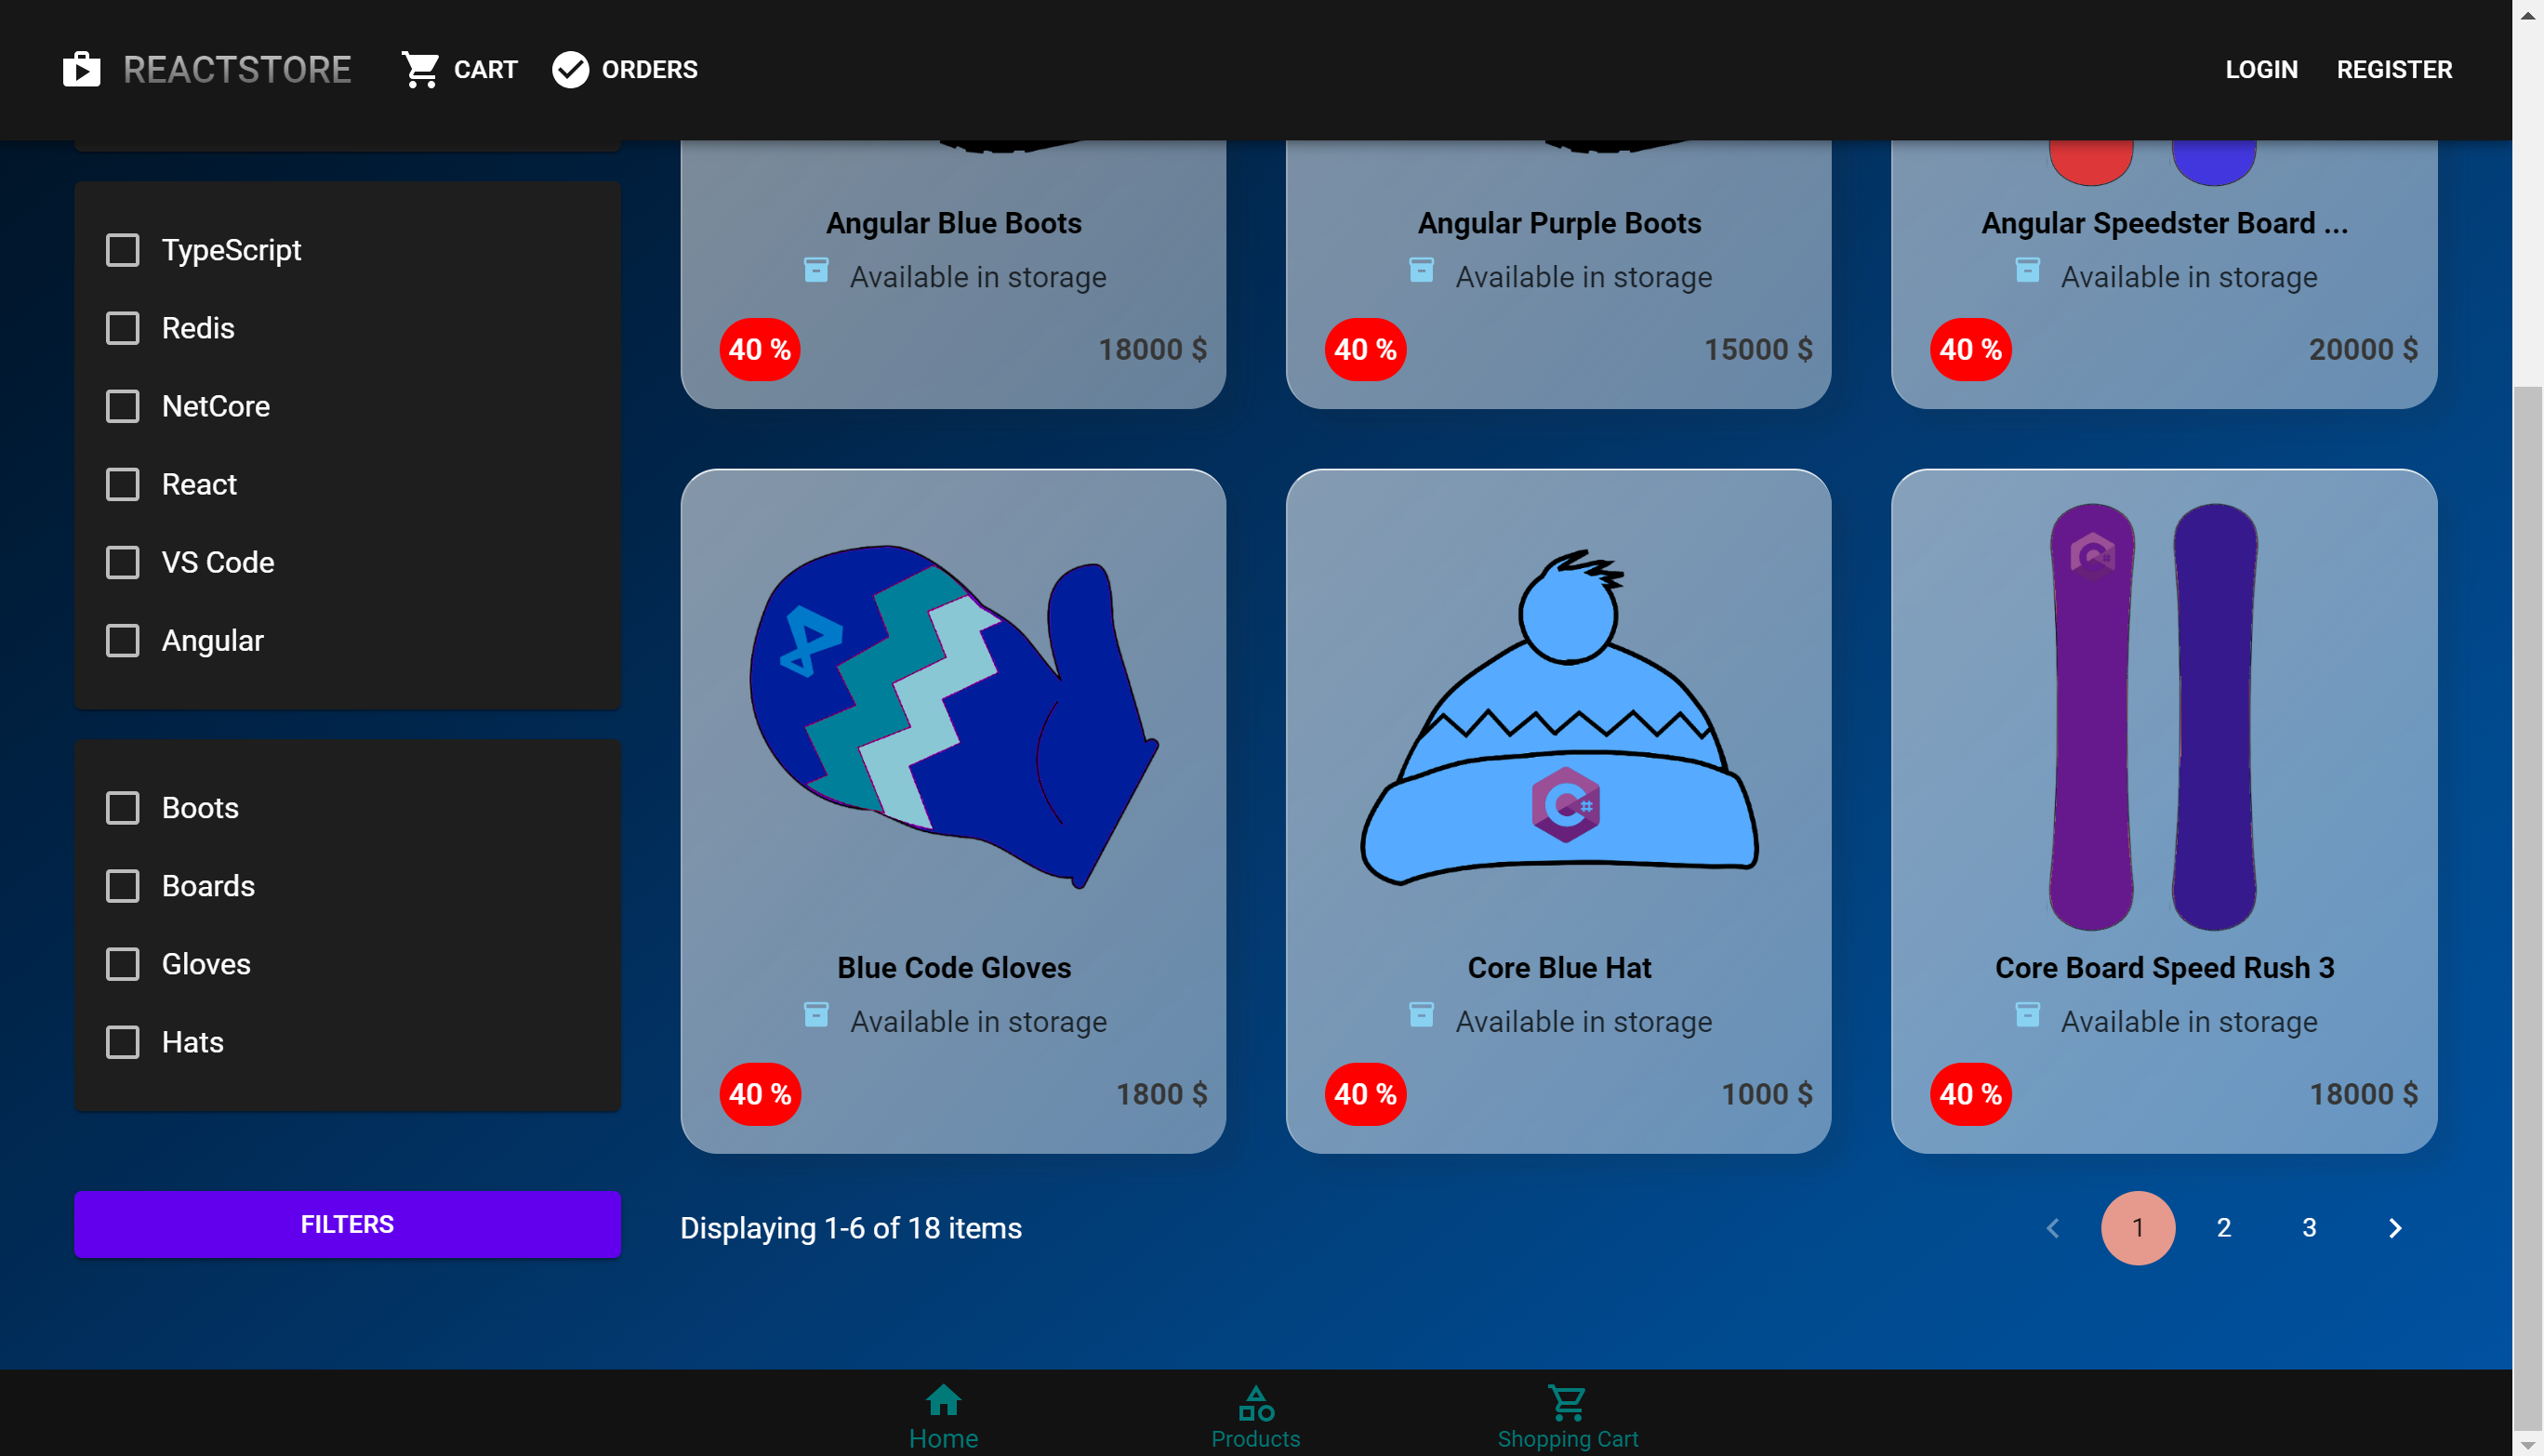 REACTSTORE
CART
ORDERS
LOGIN
REGISTER
TypeScript
Redis
NetCore
React
VS Code
Angular
Boots
Boards
Gloves
Hats
FILTERS
Angular Blue Boots
Available in storage
40 %
18000 $
Angular Purple Boots
Available in storage
40 %
15000 $
Angular Speedster Board ...
Available in storage
40 %
20000 $
Blue Code Gloves
Available in storage
40 %
1800 $
C#
Core Blue Hat
Available in storage
40 %
1000 $
C#
Core Board Speed Rush 3
Available in storage
40 %
18000 $
Displaying 1-6 of 18 items
1
2
3
Home
Products
Shopping Cart